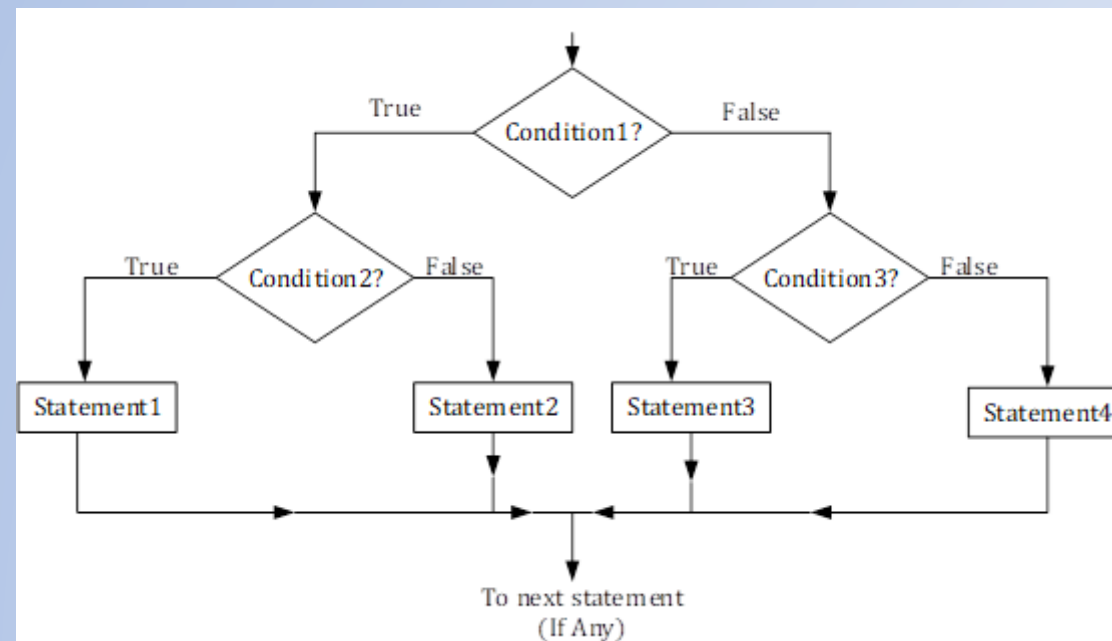 True
False
Condition1?
True
Condition2?
False
True
Condition3?
False
Statement1
Statement2
Statement3
Statement4
To next statement
(If Any)